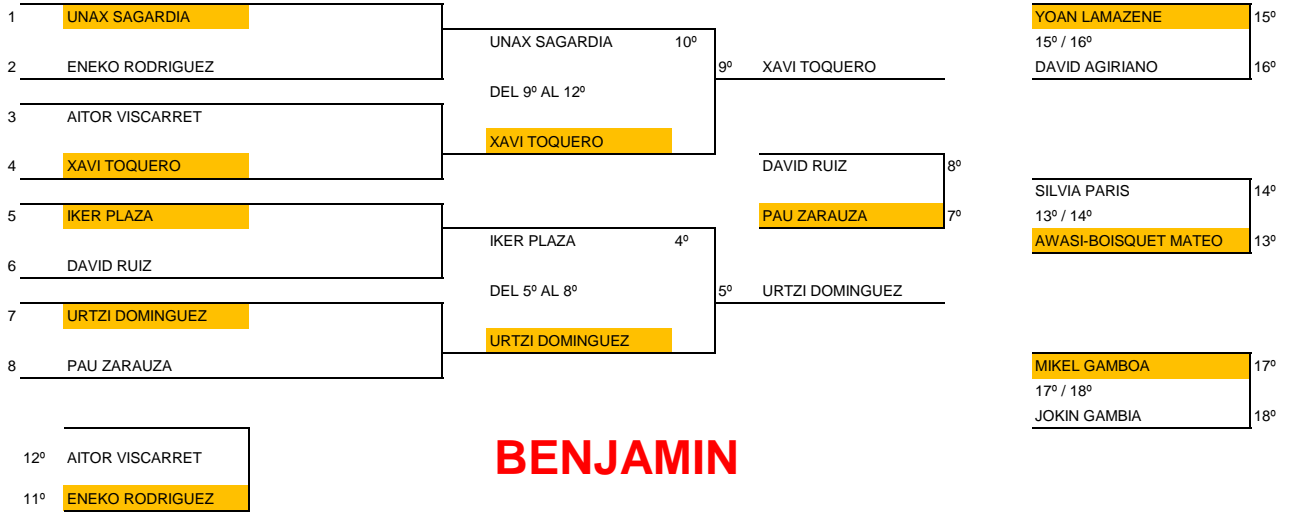 1 UNAX SAGARDIA YOAN LAMAZENE 15º
UNAX SAGARDIA 10º 15º / 16º
2 ENEKO RODRIGUEZ 9º XAVI TOQUERO DAVID AGIRIANO 16º
DEL 9º AL 12º
3 AITOR VISCARRET
XAVI TOQUERO
4 XAVI TOQUERO DAVID RUIZ 8º
SILVIA PARIS 14º
5 IKER PLAZA PAU ZARAUZA 7º 13º / 14º
IKER PLAZA 4º AWASI-BOISQUET MATEO 13º
6 DAVID RUIZ
DEL 5º AL 8º 5º URTZI DOMINGUEZ
7 URTZI DOMINGUEZ
URTZI DOMINGUEZ
8 PAU ZARAUZA MIKEL GAMBOA 17º
17º / 18º
JOKIN GAMBIA 18º
12º AITOR VISCARRET
BENJAMIN
11º ENEKO RODRIGUEZ